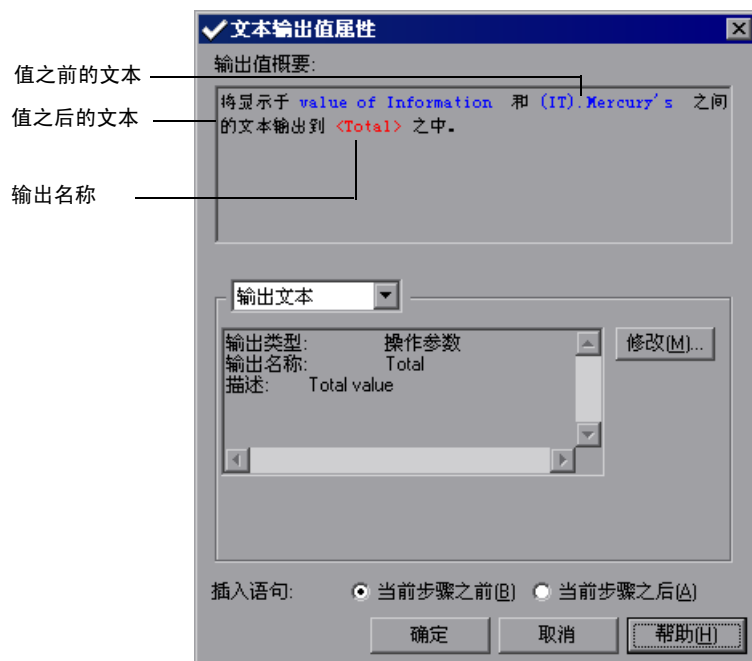 文本输出值属性
输出值概要:
值之前的文本
将显示于 value of Information 和 (IT).Mercury's 之间
值之后的文本
的文本输出到 <Total> 之中。
输出名称
输出文本
输出类型: 操作参数
输出名称: Total
描述: Total value
修改(M)...
插入语句: 当前步骤之前(B) 当前步骤之后(A)
确定 取消 帮助(H)